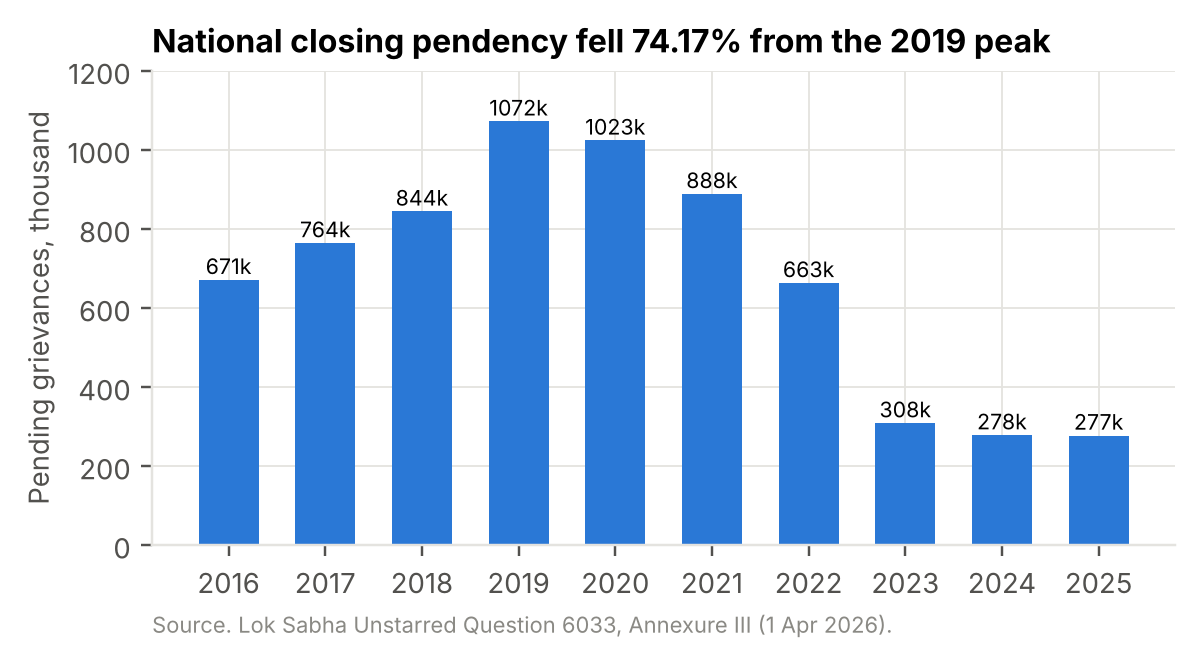 National closing pendency fell 74.17% from the 2019 peak
Pending grievances, thousand
1200
1000
800
600
400
200
0
671k
764k
844k
1072k
1023k
888k
663k
308k
278k
277k
2016 2017 2018 2019 2020 2021 2022 2023 2024 2025
Source. Lok Sabha Unstarred Question 6033, Annexure III (1 Apr 2026).